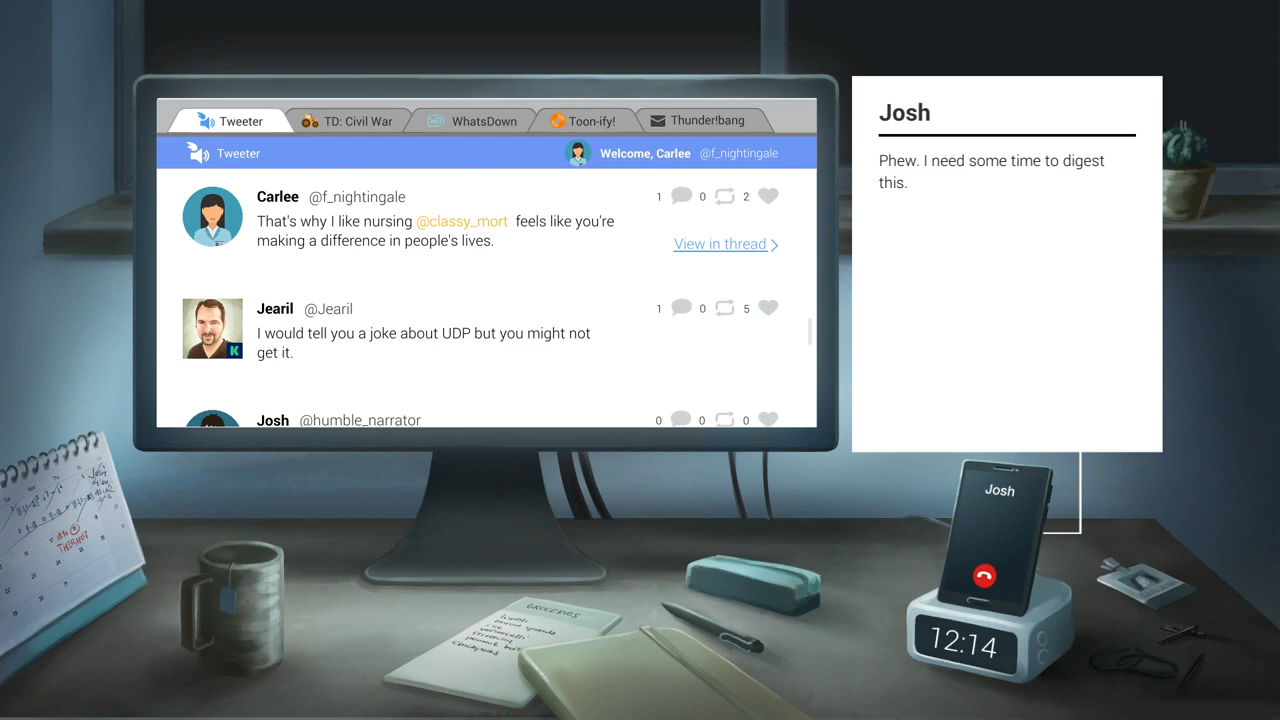 Tweeter
TD: Civil War
WhatsDown
Toon-ify!
Thunder!bang
Tweeter
Welcome, Carlee @f_nightingale
Carlee @f_nightingale
1 0 2
That's why I like nursing @classy_mort feels like you're
making a difference in people's lives.
View in thread
Jearil @Jearil
1 0 5
I would tell you a joke about UDP but you might not
get it.
K
Josh @humble_narrator
0 0 0
Josh
Phew. I need some time to digest
this.
Josh
12:14
THERAPIST
GROCERIES